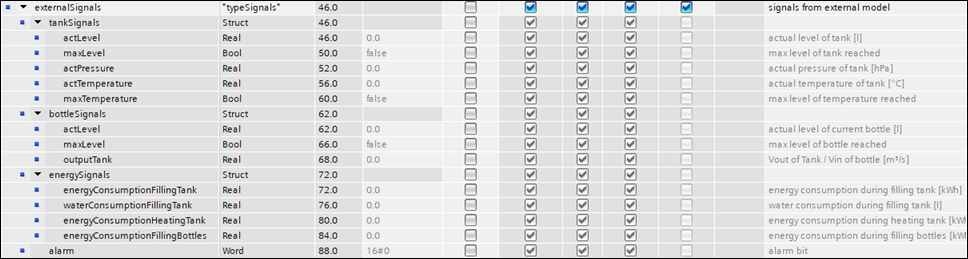 externalSignals "typeSignals" 46.0 signals from external model
tankSignals Struct 46.0
actLevel Real 46.0 0.0 actual level of tank [l]
maxLevel Bool 50.0 false max level of tank reached
actPressure Real 52.0 0.0 actual pressure of tank [hPa]
actTemperature Real 56.0 0.0 actual temperature of tank [°C]
maxTemperature Bool 60.0 false max level of temperature reached
bottleSignals Struct 62.0
actLevel Real 62.0 0.0 actual level of current bottle [l]
maxLevel Bool 66.0 false max level of bottle reached
outputTank Real 68.0 0.0 Vout of Tank / Vin of bottle [m³/s]
energySignals Struct 72.0
energyConsumptionFillingTank Real 72.0 0.0 energy consumption during filling tank [kWh]
waterConsumptionFillingTank Real 76.0 0.0 water consumption during filling tank [l]
energyConsumptionHeatingTank Real 80.0 0.0 energy consumption during heating tank [kW
energyConsumptionFillingBottles Real 84.0 0.0 energy consumption during filling bottles [kW
alarm Word 88.0 16#0 alarm bit